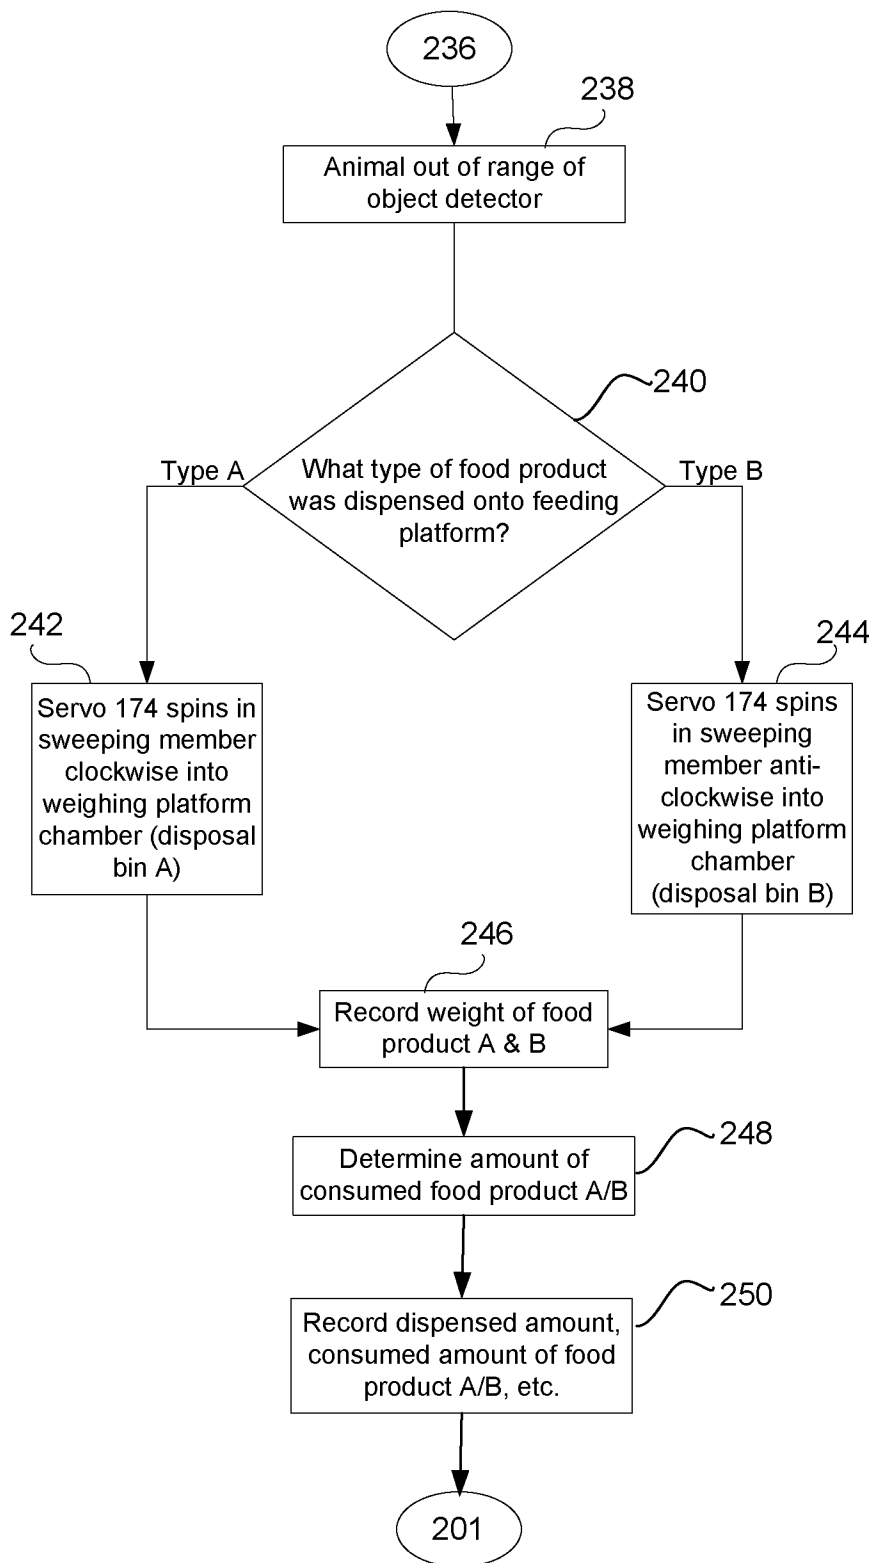 236
238
Animal out of range of
object detector
240
Type A
What type of food product
was dispensed onto feeding
platform?
Type B
242
244
Servo 174 spins in
sweeping member
clockwise into
weighing platform
chamber (disposal
bin A)
Servo 174 spins
in sweeping
member anti-
clockwise into
weighing platform
chamber
(disposal bin B)
246
Record weight of food
product A & B
248
Determine amount of
consumed food product A/B
250
Record dispensed amount,
consumed amount of food
product A/B, etc.
201